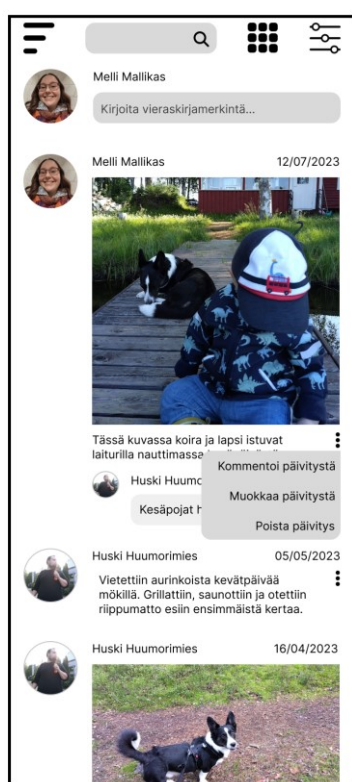 Melli Mallikas
Kirjoita vieraskirjamerkintä...
Melli Mallikas
12/07/2023
Tässä kuvassa koira ja lapsi istuvat
laiturilla nauttimassa
Kommentoi päivitystä
Muokkaa päivitystä
Poista päivitys
Huski
Kesäpojat
Huski Huumorimies
05/05/2023
Vietettiin aurinkoista kevätpäivää
mökillä. Grillattiin, saunottiin ja otettiin
riippumatto esiin ensimmäistä kertaa.
Huski Huumorimies
16/04/2023